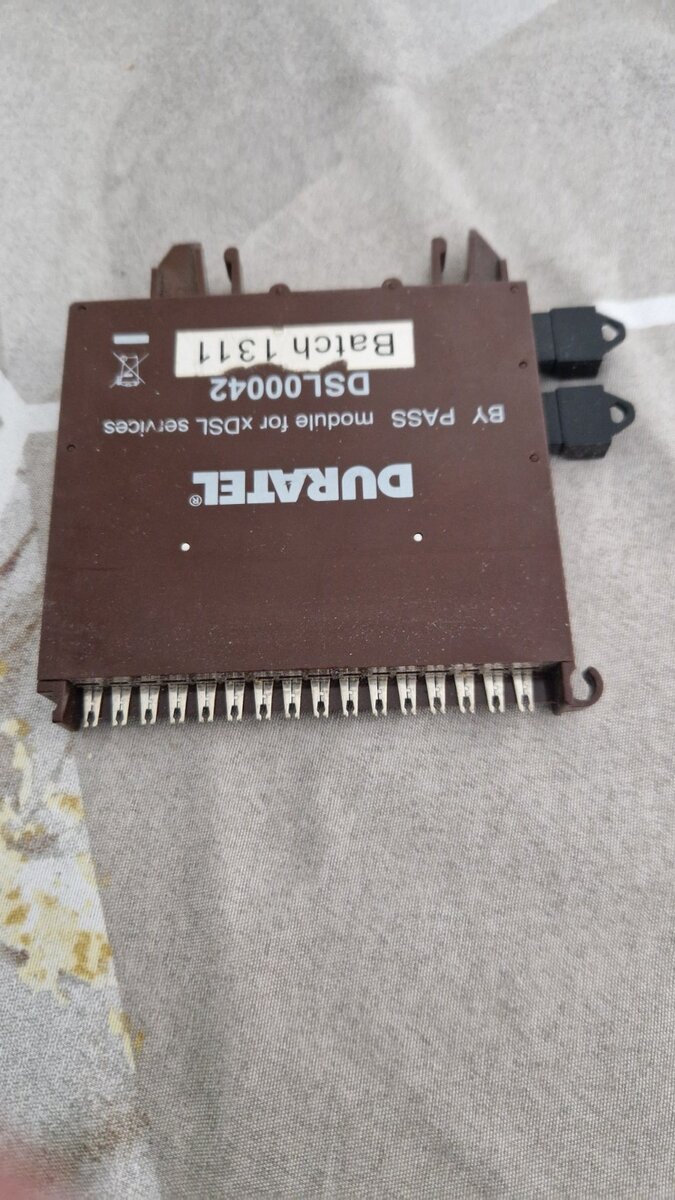 DURATEL®
BY PASS module for xDSL services
DSL00042
Batch 1311